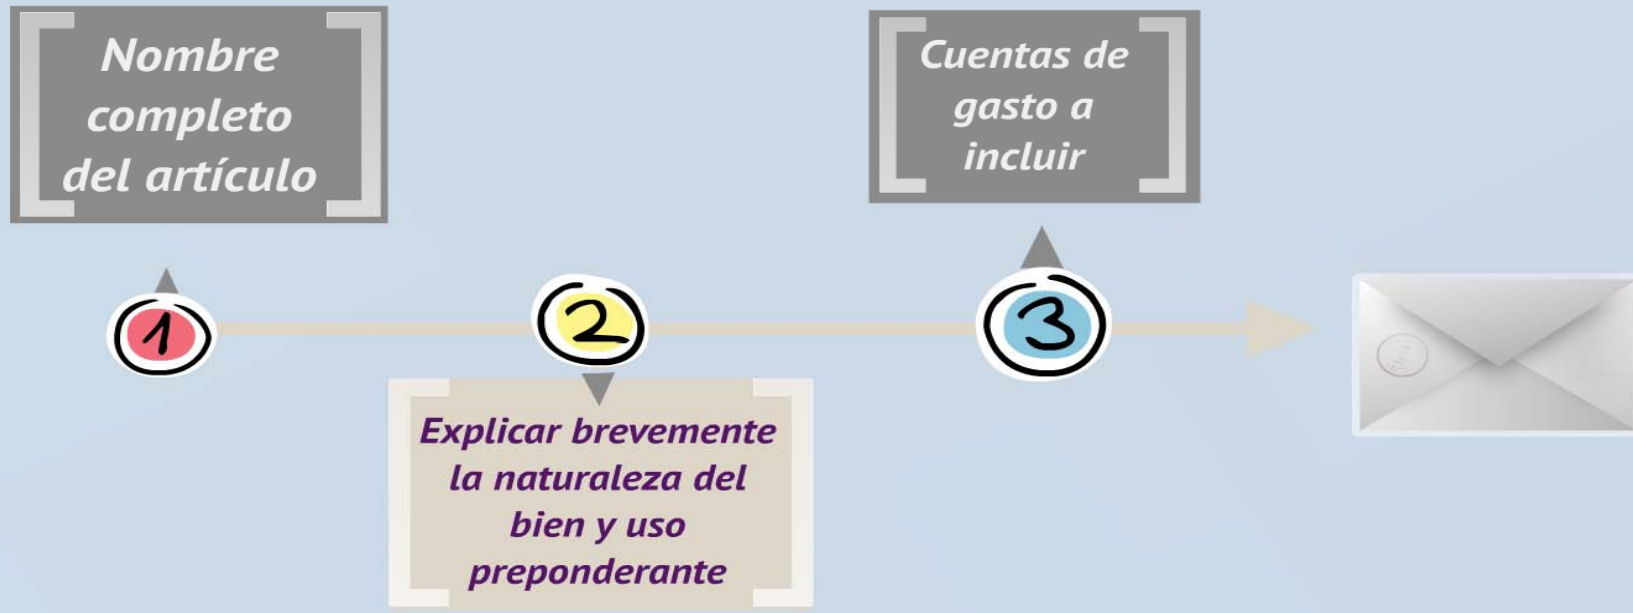 Nombre
completo
del artículo
1
2
Explicar brevemente
la naturaleza del
bien y uso
preponderante
Cuentas de
gasto a
incluir
3